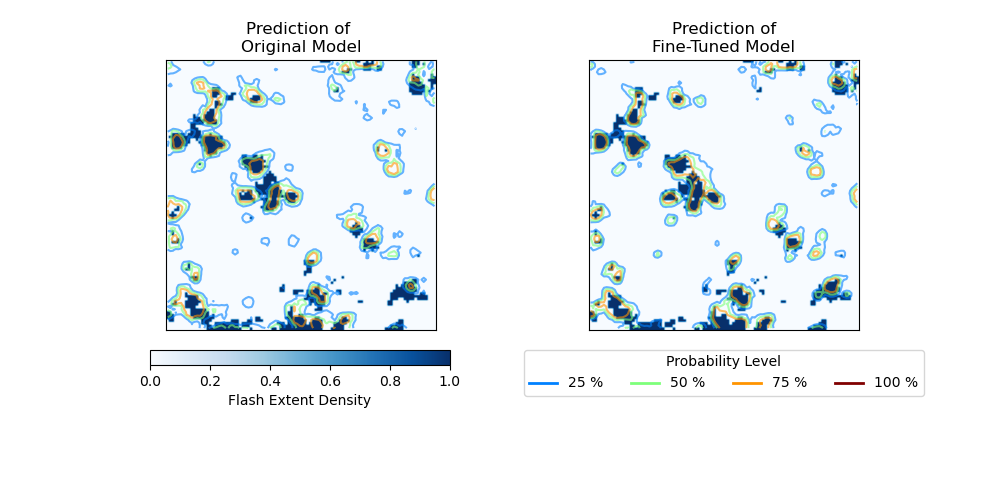 Prediction of
Original Model
Prediction of
Fine-Tuned Model
0.0 0.2 0.4 0.6 0.8 1.0
Flash Extent Density
Probability Level
25 % 50 % 75 % 100 %